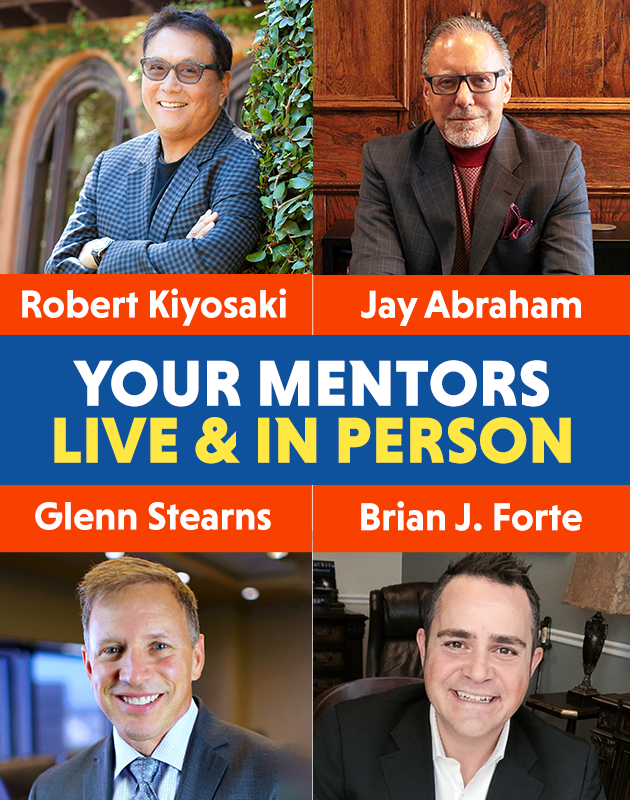 Robert Kiyosaki
Jay Abraham
YOUR MENTORS
LIVE & IN PERSON
Glenn Stearns
Brian J. Forte